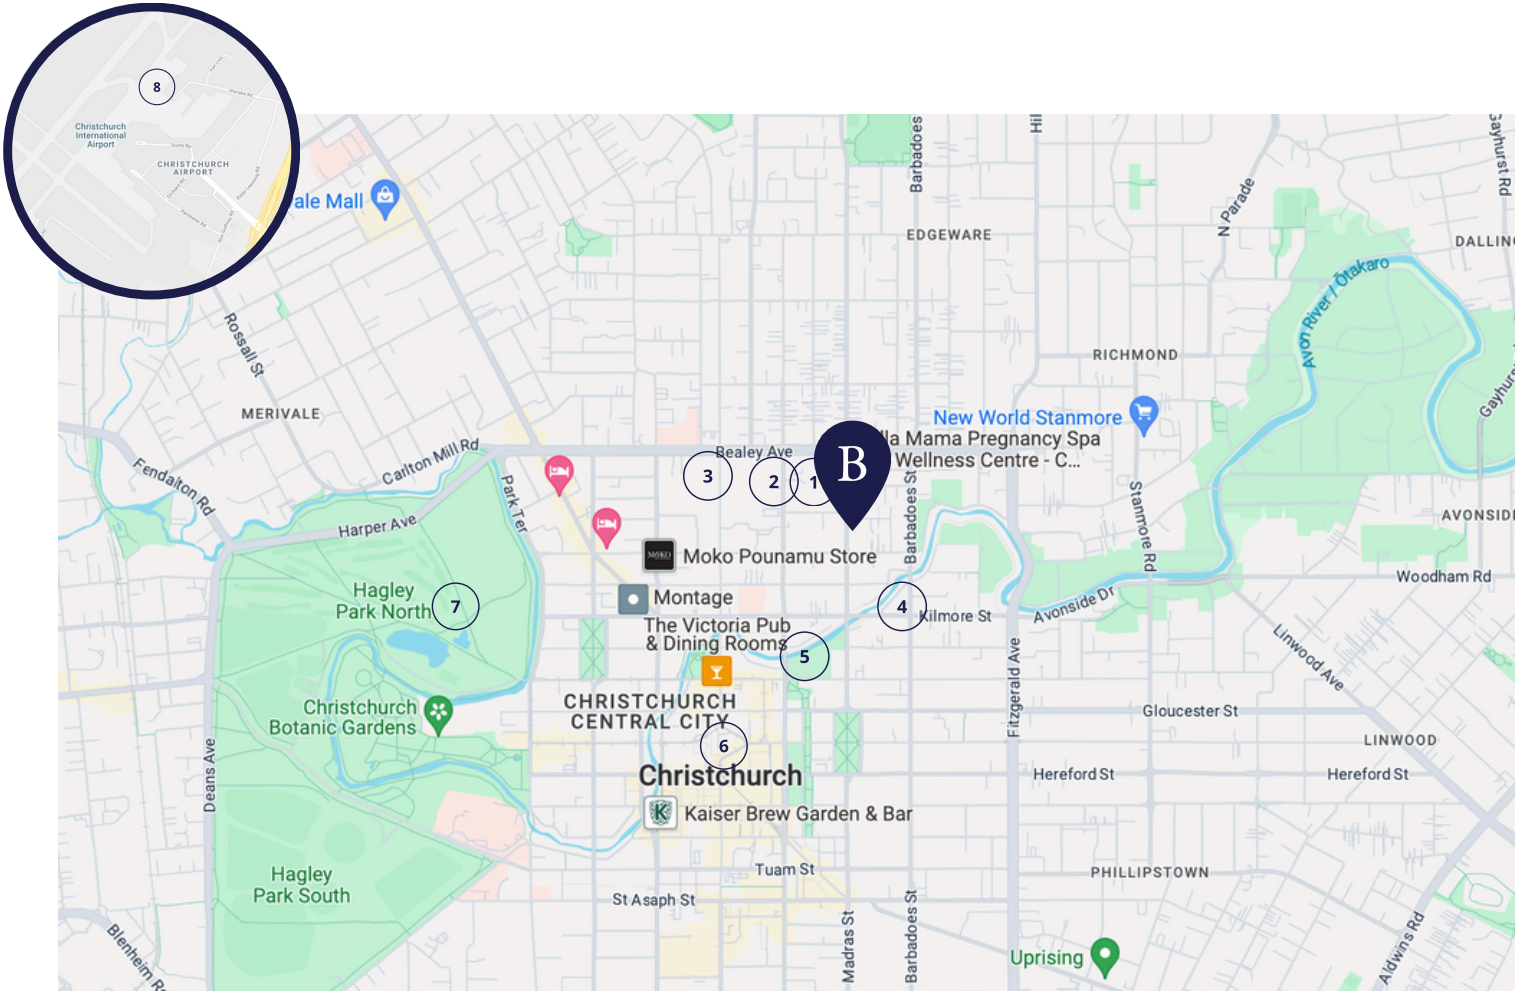 8
Christchurch
International
Airport
CHRISTCHURCH
AIRPORT
Orchard Rd
ale Mall
Barbadoes
Hil
Gayhurst Rd
N Parade
EDGEWARE
DALLING
Avon River / Ōtakaro
Rossall St
RICHMOND
MERIVALE
New World Stanmore
Gayhurs
lla Mama Pregnancy Spa
Wellness Centre - C...
Bealey Ave
Carlton Mill Rd
Fendalton Rd
B
3
2
1
Park Ter
Barbadoes St
Stanmore Rd
Harper Ave
AVONSID
MOKO
Moko Pounamu Store
Woodham Rd
Hagley
Park North
7
Montage
4
Kilmore St
Avonside Dr
The Victoria Pub
& Dining Rooms
5
Linwood Ave
Fitzgerald Ave
CHRISTCHURCH
CENTRAL CITY
Christchurch
Botanic Gardens
Gloucester St
6
LINWOOD
Deans Ave
Christchurch
Hereford St
Hereford St
K
Kaiser Brew Garden & Bar
Tuam St
PHILLIPSTOWN
Hagley
Park South
St Asaph St
Madras St
Barbadoes St
Blenheim R
Aldwins Rd
Uprising